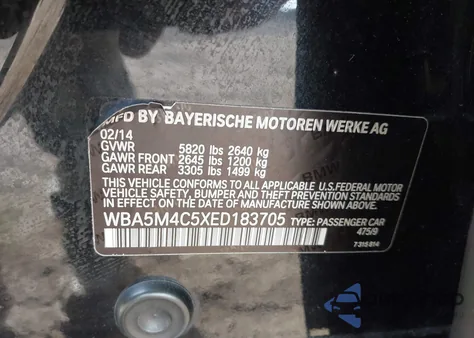 MFD BY BAYERISCHE MOTOREN WERKE AG
02/14
GVWR 5820 lbs 2640 kg
GAWR FRONT 2645 lbs 1200 kg
GAWR REAR 3305 lbs 1499 kg
THIS VEHICLE CONFORMS TO ALL APPLICABLE U.S. FEDERAL MOTOR
VEHICLE SAFETY, BUMPER, AND THEFT PREVENTION STANDARDS
IN EFFECT ON THE DATE OF MANUFACTURE SHOWN ABOVE.
WBA5M4C5XED183705 TYPE: PASSENGER CAR
475/9
7315814